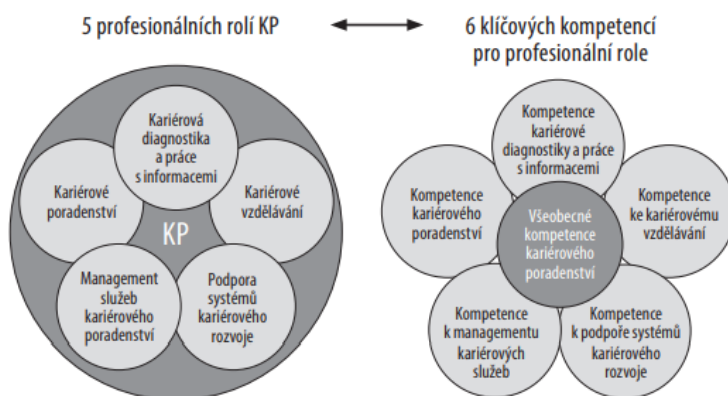 5 profesionálních rolí KP
6 klíčových kompetencí
pro profesionální role
Kariérová
diagnostika
a práce
s informacemi
Kariérové
poradenství
Kariérové
vzdělávání
KP
Management
služeb
kariérového
poradenství
Podpora
systémů
kariérového
rozvoje
Kompetence
kariérové
diagnostiky a práce
s informacemi
Kompetence
kariérového
poradenství
Všeobecné
kompetence
kariérového
poradenství
Kompetence
ke kariérovému
vzdělávání
Kompetence
k managementu
kariérových
služeb
Kompetence
k podpoře systémů
kariérového
rozvoje